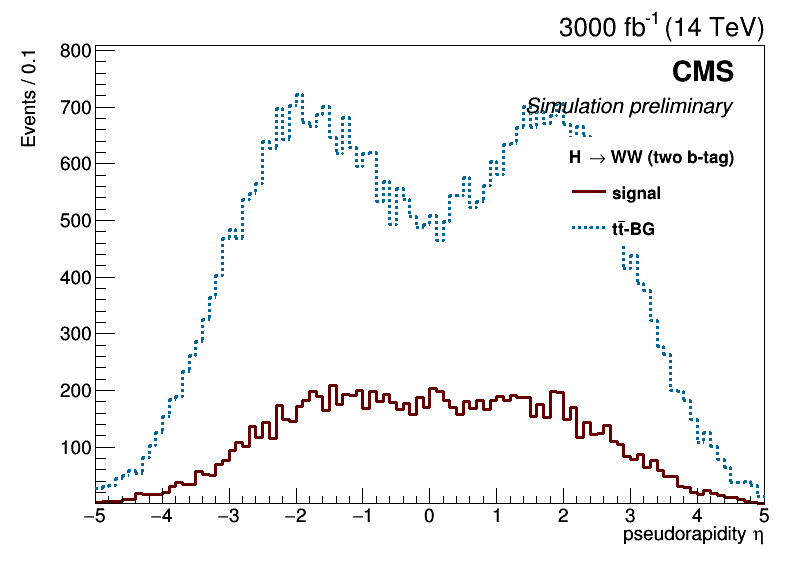 3000 fb⁻¹ (14 TeV)
Events / 0.1
CMS
Simulation preliminary
H → WW (two b-tag)
signal
tt̄-BG
800
700
600
500
400
300
200
100
−5 −4 −3 −2 −1 0 1 2 3 4 5
pseudorapidity η